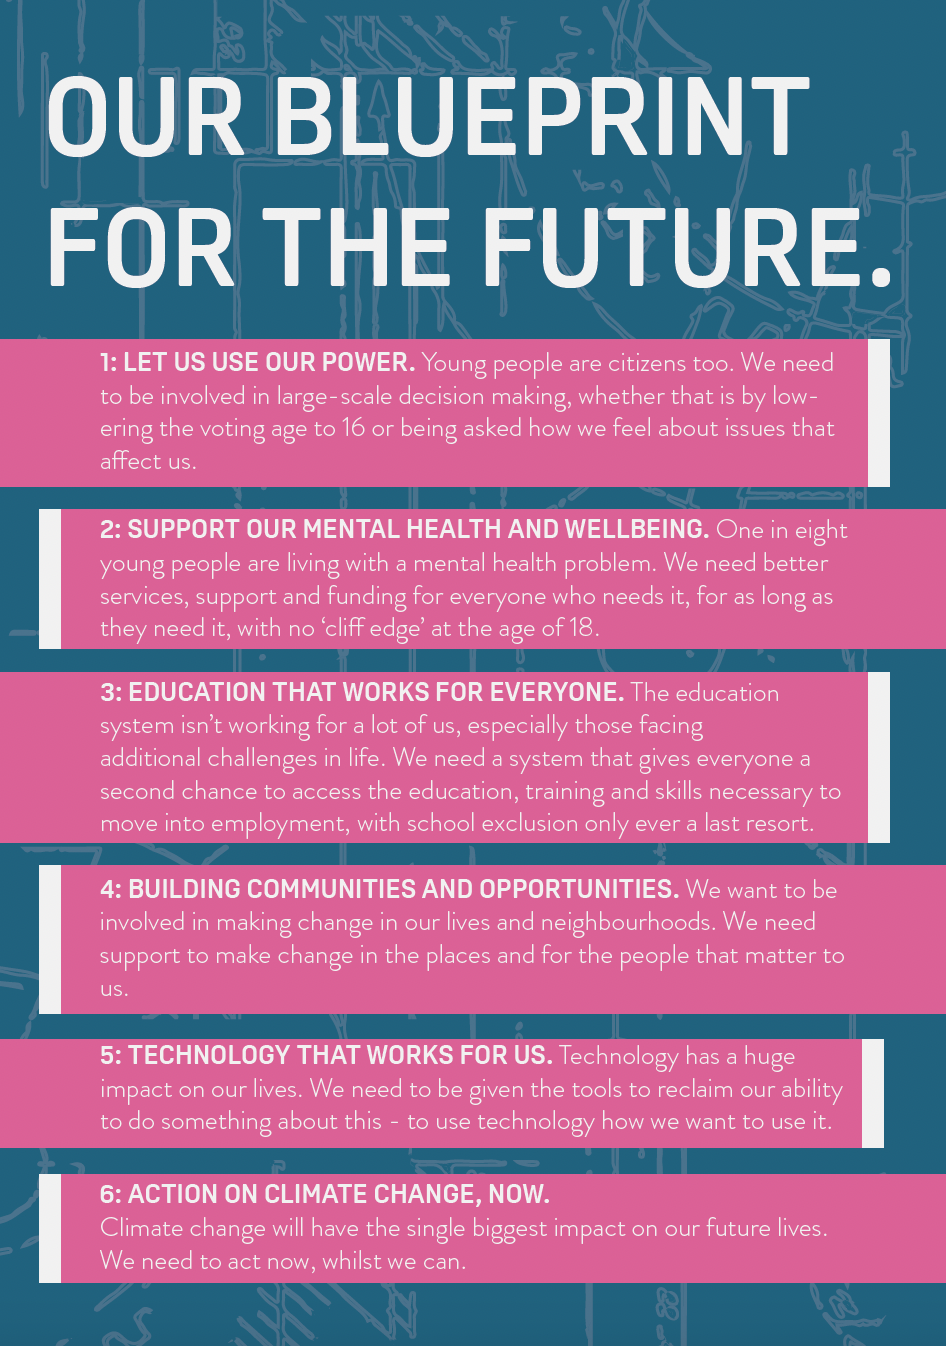 OUR BLUEPRINT
FOR THE FUTURE.
1: LET US USE OUR POWER. Young people are citizens too. We need
to be involved in large-scale decision making, whether that is by low-
ering the voting age to 16 or being asked how we feel about issues that
affect us.
2: SUPPORT OUR MENTAL HEALTH AND WELLBEING. One in eight
young people are living with a mental health problem. We need better
services, support and funding for everyone who needs it, for as long as
they need it, with no ‘cliff edge’ at the age of 18.
3: EDUCATION THAT WORKS FOR EVERYONE. The education
system isn’t working for a lot of us, especially those facing
additional challenges in life. We need a system that gives everyone a
second chance to access the education, training and skills necessary to
move into employment, with school exclusion only ever a last resort.
4: BUILDING COMMUNITIES AND OPPORTUNITIES. We want to be
involved in making change in our lives and neighbourhoods. We need
support to make change in the places and for the people that matter to
us.
5: TECHNOLOGY THAT WORKS FOR US. Technology has a huge
impact on our lives. We need to be given the tools to reclaim our ability
to do something about this - to use technology how we want to use it.
6: ACTION ON CLIMATE CHANGE, NOW.
Climate change will have the single biggest impact on our future lives.
We need to act now, whilst we can.